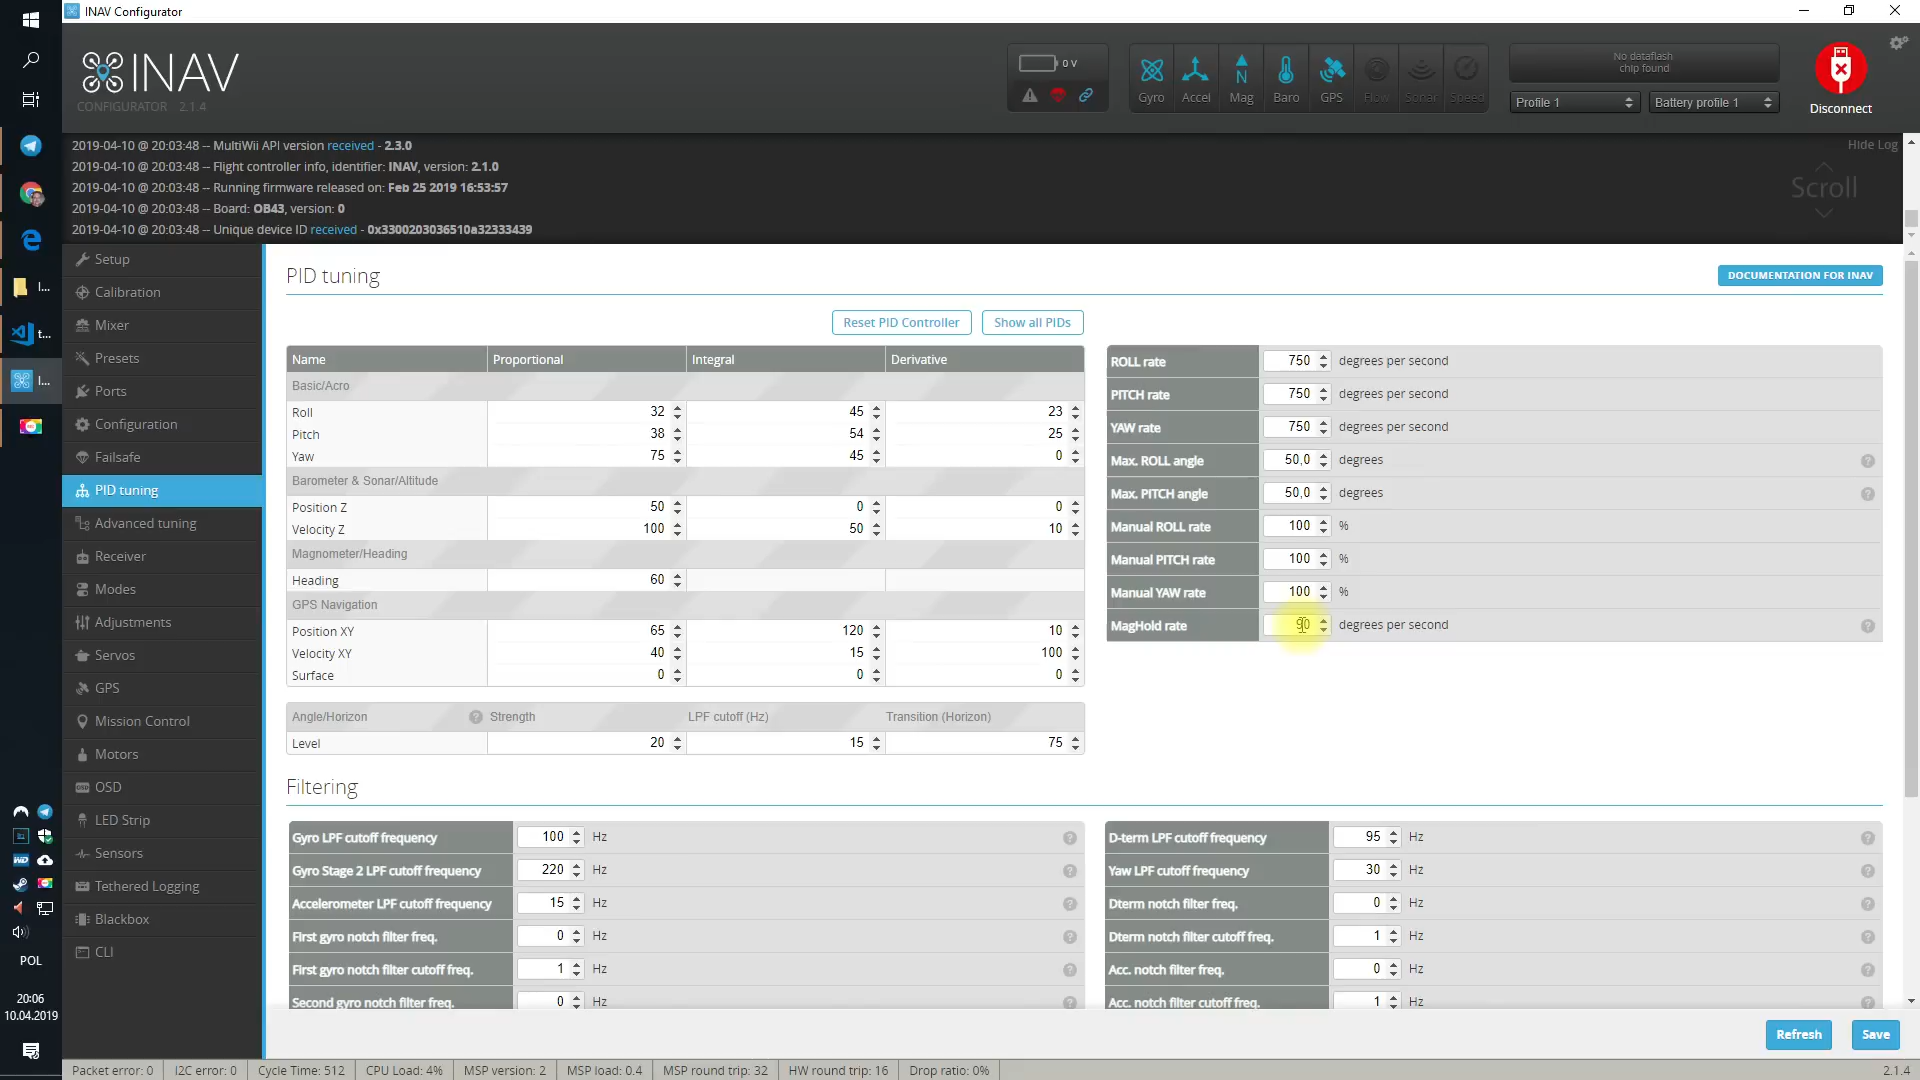 INAV Configurator
INAV
CONFIGURATOR 2.1.4
0 V
Gyro Accel Mag Baro GPS Flow Sonar Speed
No dataflash
chip found
Profile 1 Battery profile 1
Disconnect
2019-04-10 @ 20:03:48 -- MultiWii API version received - 2.3.0
2019-04-10 @ 20:03:48 -- Flight controller info, identifier: INAV, version: 2.1.0
2019-04-10 @ 20:03:48 -- Running firmware released on: Feb 25 2019 16:53:57
2019-04-10 @ 20:03:48 -- Board: OB43, version: 0
2019-04-10 @ 20:03:48 -- Unique device ID received - 0x3300203036510a32333439
Hide Log
Scroll
I...
t...
I...
POL
20:06
10.04.2019
Setup
Calibration
Mixer
Presets
Ports
Configuration
Failsafe
PID tuning
Advanced tuning
Receiver
Modes
Adjustments
Servos
GPS
Mission Control
Motors
OSD
LED Strip
Sensors
Tethered Logging
Blackbox
CLI
PID tuning
DOCUMENTATION FOR INAV
Reset PID Controller Show all PIDs
Name Proportional Integral Derivative
Basic/Acro
Roll 32 45 23
Pitch 38 54 25
Yaw 75 45 0
Barometer & Sonar/Altitude
Position Z 50 0 0
Velocity Z 100 50 10
Magnometer/Heading
Heading 60
GPS Navigation
Position XY 65 120 10
Velocity XY 40 15 100
Surface 0 0 0
Angle/Horizon Strength LPF cutoff (Hz) Transition (Horizon)
Level 20 15 75
ROLL rate 750 degrees per second
PITCH rate 750 degrees per second
YAW rate 750 degrees per second
Max. ROLL angle 50,0 degrees
Max. PITCH angle 50,0 degrees
Manual ROLL rate 100 %
Manual PITCH rate 100 %
Manual YAW rate 100 %
MagHold rate 90 degrees per second
Filtering
Gyro LPF cutoff frequency 100 Hz
Gyro Stage 2 LPF cutoff frequency 220 Hz
Accelerometer LPF cutoff frequency 15 Hz
First gyro notch filter freq. 0 Hz
First gyro notch filter cutoff freq. 1 Hz
Second gyro notch filter freq. 0 Hz
D-term LPF cutoff frequency 95 Hz
Yaw LPF cutoff frequency 30 Hz
Dterm notch filter freq. 0 Hz
Dterm notch filter cutoff freq. 1 Hz
Acc. notch filter freq. 0 Hz
Acc. notch filter cutoff freq. 1 Hz
Refresh Save
Packet error: 0 I2C error: 0 Cycle Time: 512 CPU Load: 4% MSP version: 2 MSP load: 0.4 MSP round trip: 32 HW round trip: 16 Drop ratio: 0% 2.1.4